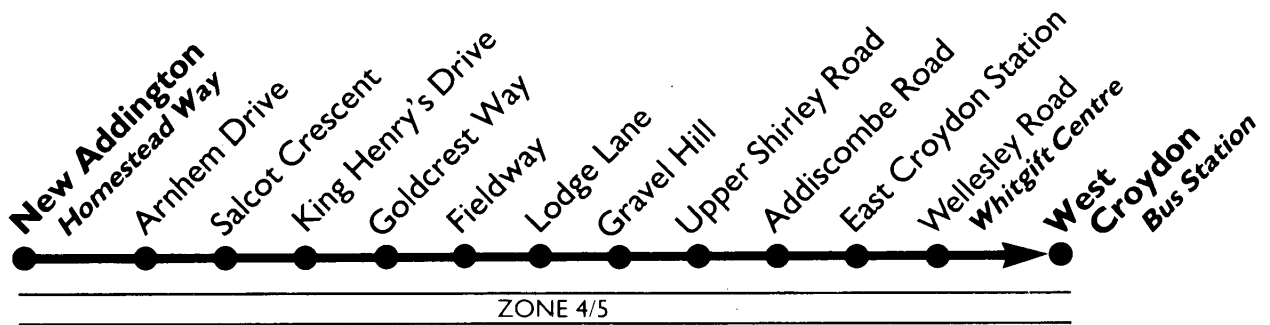 New Addington
Homestead Way
Arnhem Drive
Salcot Crescent
King Henry's Drive
Goldcrest Way
Fieldway
Lodge Lane
Gravel Hill
Upper Shirley Road
Addiscombe Road
East Croydon Station
Wellesley Road
Whitgift Centre
West
Croydon
Bus Station
ZONE 4/5